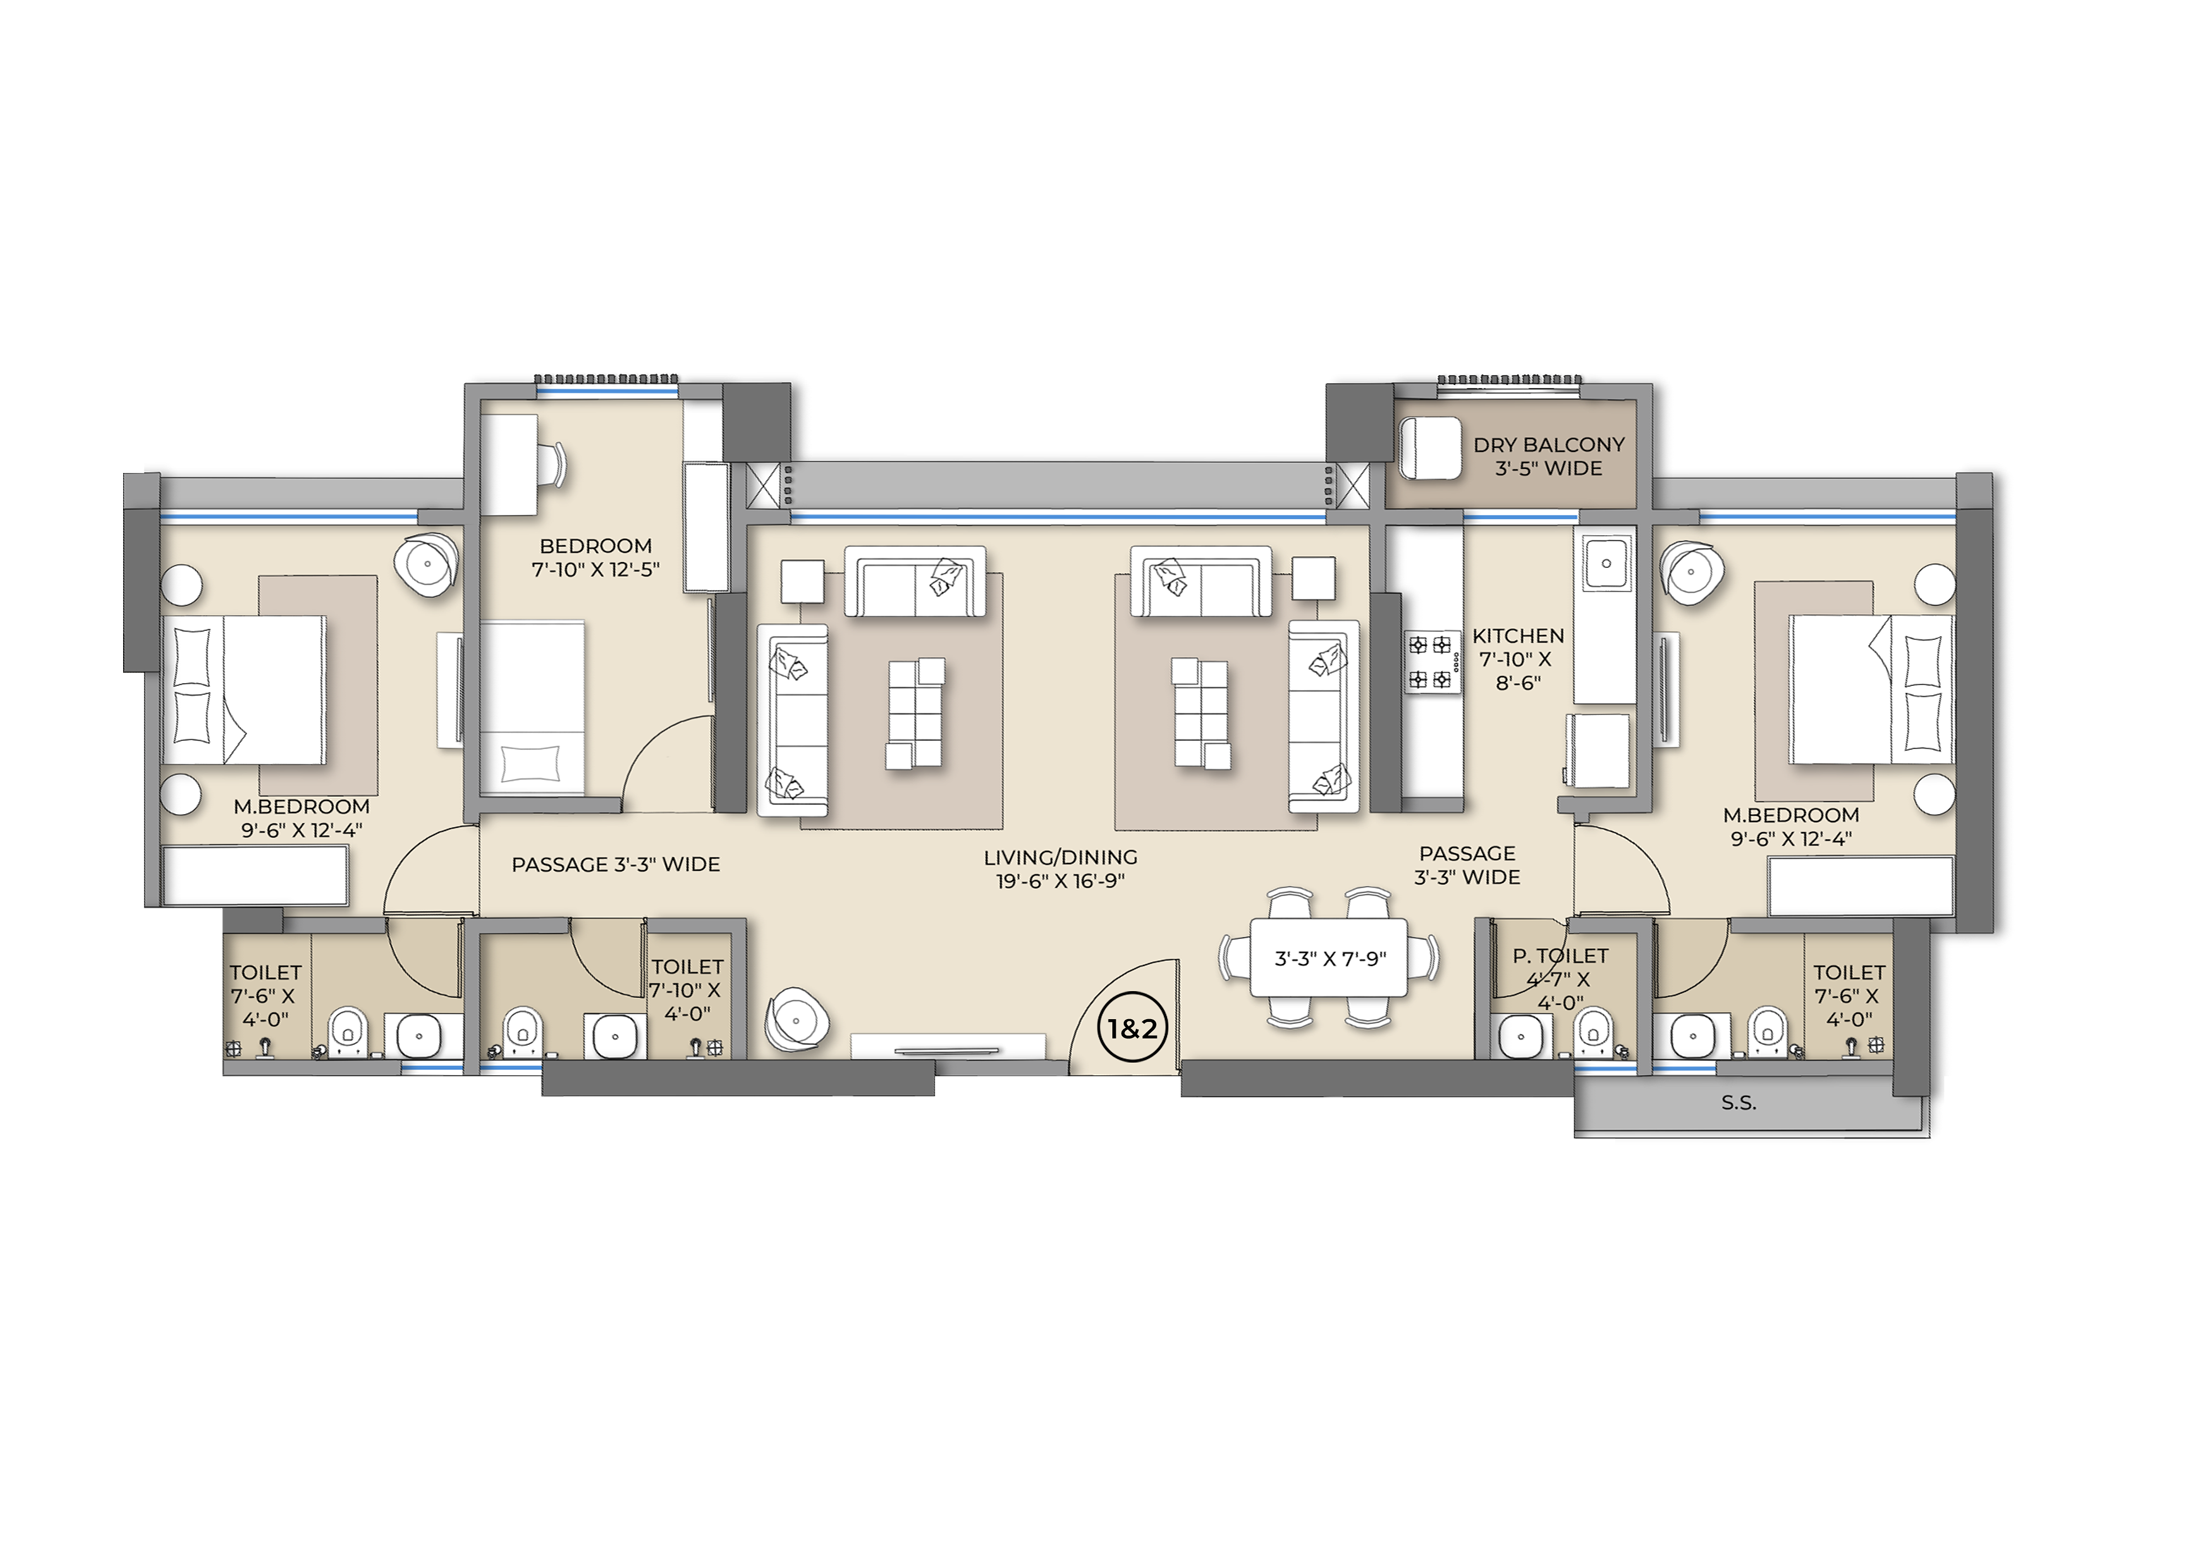 DRY BALCONY
3'-5" WIDE
BEDROOM
7'-10" X 12'-5"
KITCHEN
7'-10" X
8'-6"
M.BEDROOM
9'-6" X 12'-4"
M.BEDROOM
9'-6" X 12'-4"
PASSAGE 3'-3" WIDE
LIVING/DINING
19'-6" X 16'-9"
PASSAGE
3'-3" WIDE
TOILET
7'-6" X
4'-0"
TOILET
7'-10" X
4'-0"
3'-3" X 7'-9"
P. TOILET
4'-7" X
4'-0"
TOILET
7'-6" X
4'-0"
1&2
S.S.